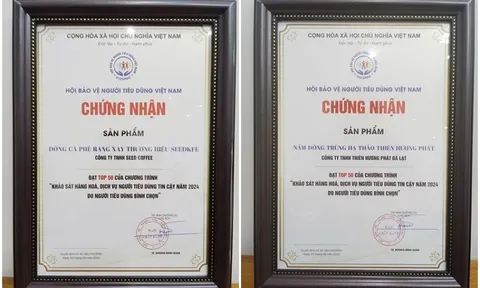 CỘNG HÒA XÃ HỘI CHỦ NGHĨA VIỆT NAM
HỘI BẢO VỆ NGƯỜI TIÊU DÙNG VIỆT NAM
CHỨNG NHẬN
SẢN PHẨM
DÒNG CÀ PHÊ RANG XAY THƯƠNG HIỆU SEEDKFE
CÔNG TY TNHH SEED COFFEE
ĐẠT TOP 50 CỦA CHƯƠNG TRÌNH
"KHẢO SÁT HÀNG HOÁ, DỊCH VỤ NGƯỜI TIÊU DÙNG TIN CẬY NĂM 2024
DO NGƯỜI TIÊU DÙNG BÌNH CHỌN"
CỘNG HÒA XÃ HỘI CHỦ NGHĨA VIỆT NAM
HỘI BẢO VỆ NGƯỜI TIÊU DÙNG VIỆT NAM
CHỨNG NHẬN
SẢN PHẨM
NẤM ĐÔNG TRÙNG HẠ THẢO THIÊN HƯƠNG PHÁT
CÔNG TY TNHH THIÊN HƯƠNG PHÁT ĐÀ LẠT
ĐẠT TOP 50 CỦA CHƯƠNG TRÌNH
"KHẢO SÁT HÀNG HOÁ, DỊCH VỤ NGƯỜI TIÊU DÙNG TIN CẬY NĂM 2024
DO NGƯỜI TIÊU DÙNG BÌNH CHỌN"